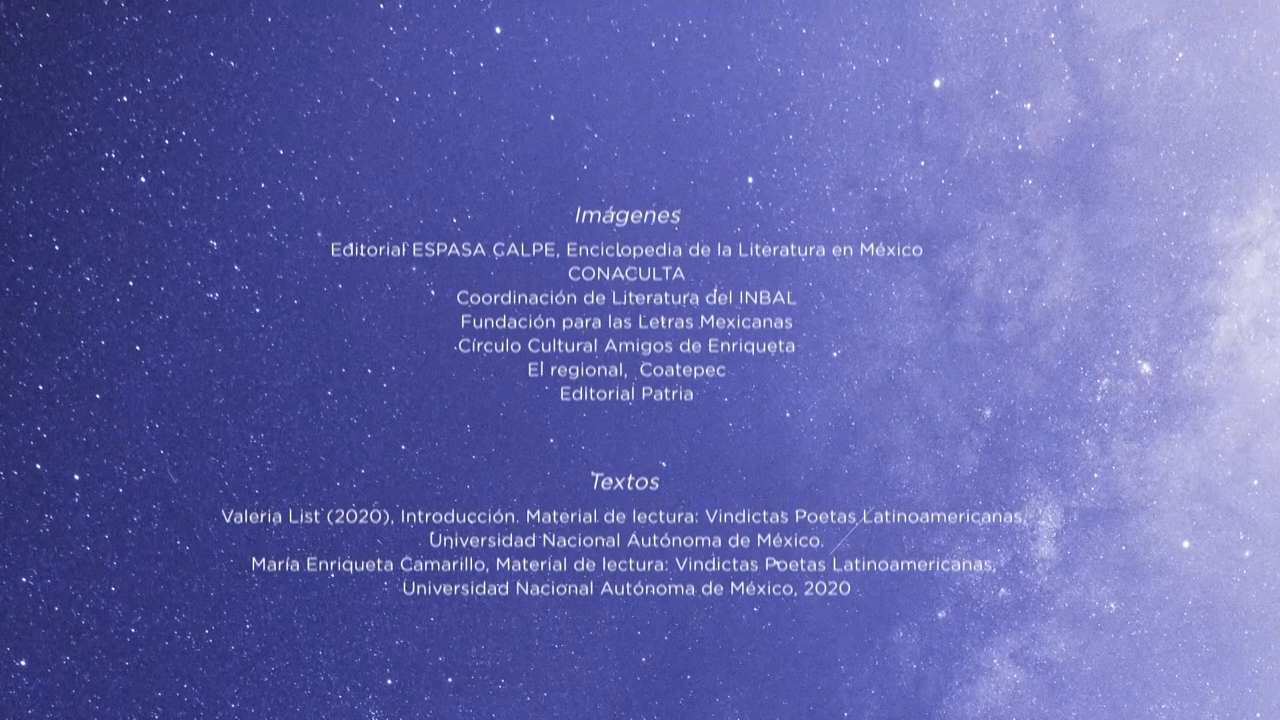 Imágenes
Editorial ESPASA CALPE, Enciclopedia de la Literatura en México
CONACULTA
Coordinación de Literatura del INBAL
Fundación para las Letras Mexicanas
Círculo Cultural Amigos de Enriqueta
El regional, Coatepec
Editorial Patria
Textos
Valeria List (2020), Introducción. Material de lectura: Vindictas Poetas Latinoamericanas,
Universidad Nacional Autónoma de México.
María Enriqueta Camarillo, Material de lectura: Vindictas Poetas Latinoamericanas,
Universidad Nacional Autónoma de México, 2020